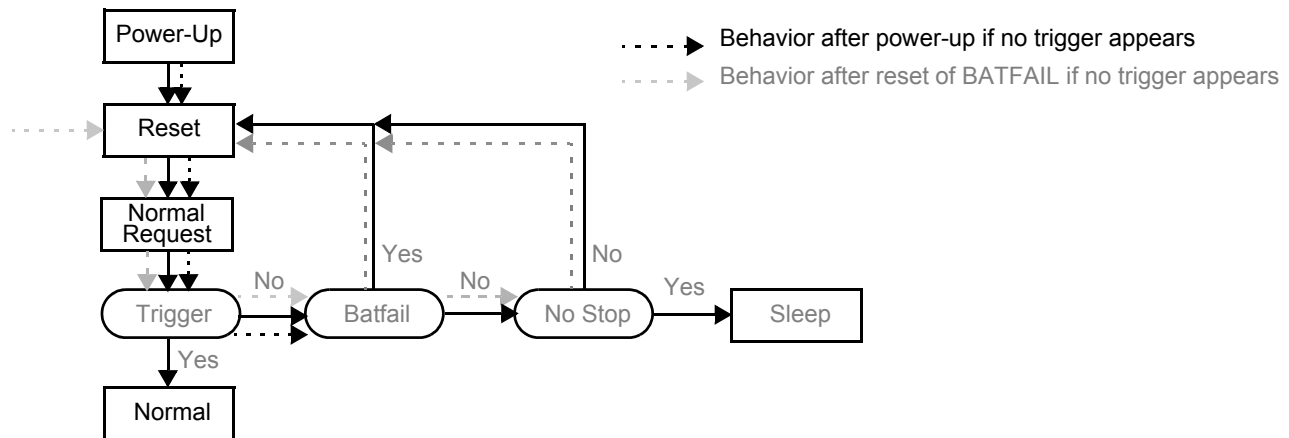 Power-Up
Behavior after power-up if no trigger appears
Behavior after reset of BATFAIL if no trigger appears
Reset
Normal
Request
Yes
No
No
No
Yes
Trigger
Batfail
No Stop
Sleep
Yes
Normal